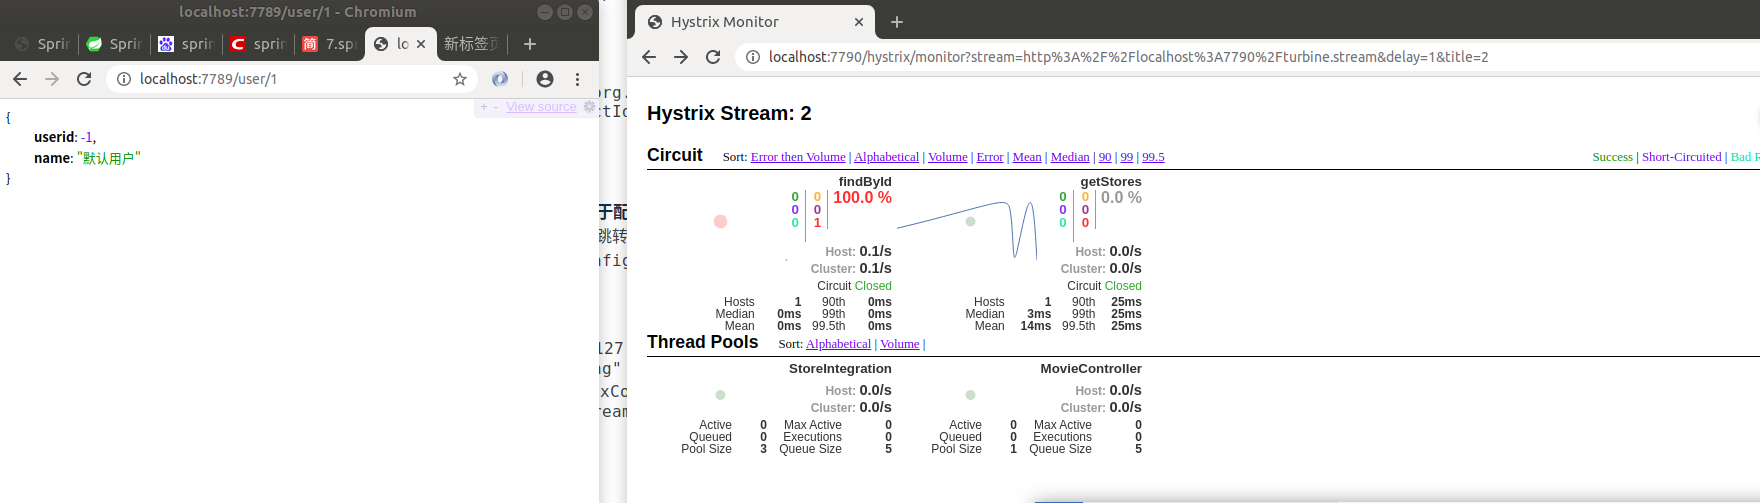 localhost:7789/user/1 - Chromium
Sprin
Sprin
sprin
sprin
7.sp
lo
新标签页
localhost:7789/user/1
+ - View source
{
userid: -1,
name: "默认用户"
}
org.
于配
跳转
nfig
127
ng"
xCo
ream
Hystrix Monitor
localhost:7790/hystrix/monitor?stream=http%3A%2F%2Flocalhost%3A7790%2Fturbine.stream&delay=1&title=2
Hystrix Stream: 2
Circuit Sort: Error then Volume | Alphabetical | Volume | Error | Mean | Median | 90 | 99 | 99.5
Success | Short-Circuited | Bad R
findById
0 0 100.0 %
0 0
0 1
Host: 0.1/s
Cluster: 0.1/s
Circuit Closed
Hosts 1 90th 0ms
Median 0ms 99th 0ms
Mean 0ms 99.5th 0ms
getStores
0 0 0.0 %
0 0
0 0
Host: 0.0/s
Cluster: 0.0/s
Circuit Closed
Hosts 1 90th 25ms
Median 3ms 99th 25ms
Mean 14ms 99.5th 25ms
Thread Pools Sort: Alphabetical | Volume |
StoreIntegration
Host: 0.0/s
Cluster: 0.0/s
Active 0 Max Active 0
Queued 0 Executions 0
Pool Size 3 Queue Size 5
MovieController
Host: 0.0/s
Cluster: 0.0/s
Active 0 Max Active 0
Queued 0 Executions 0
Pool Size 1 Queue Size 5